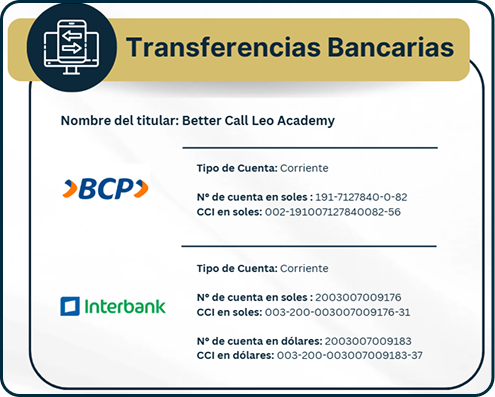 Transferencias Bancarias
Nombre del titular: Better Call Leo Academy
Tipo de Cuenta: Corriente
BCP
N° de cuenta en soles : 191-7127840-0-82
CCI en soles: 002-191007127840082-56
Tipo de Cuenta: Corriente
Interbank
N° de cuenta en soles : 2003007009176
CCI en soles: 003-200-003007009176-31
N° de cuenta en dólares: 2003007009183
CCI en dólares: 003-200-003007009183-37